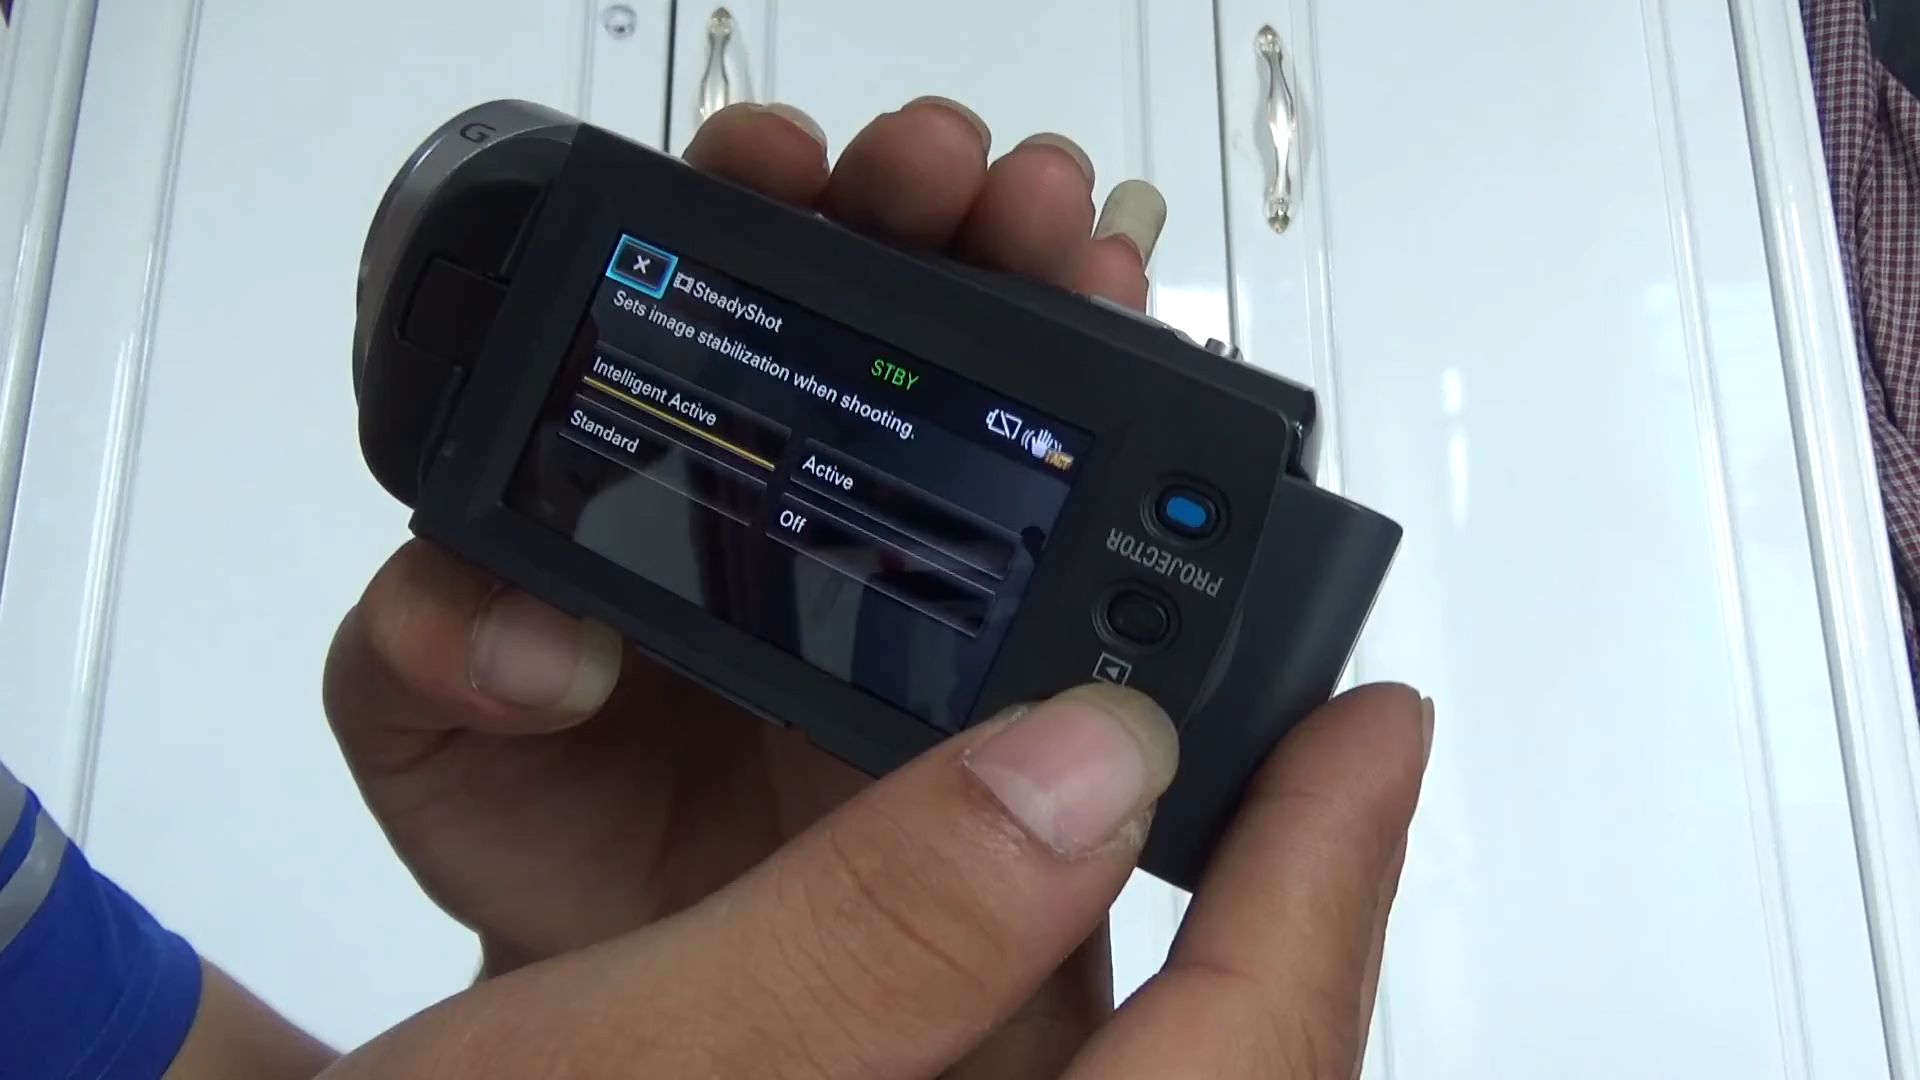 G
X SteadyShot
Sets image stabilization when shooting.
STBY
Intelligent Active
Active
Standard
Off
PROJECTOR